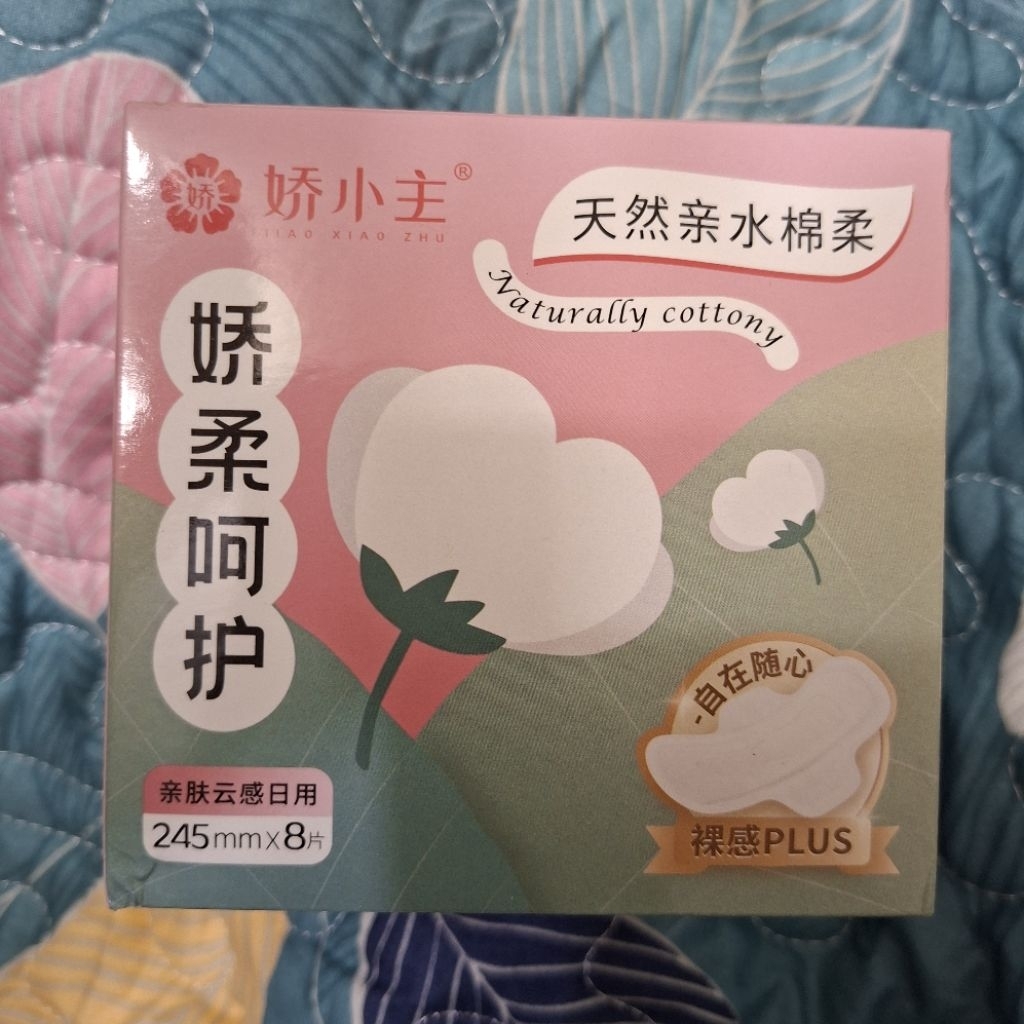 娇
娇小主®
JIAO XIAO ZHU
天然亲水棉柔
Naturally cottony
娇柔呵护
-自在随心
裸感PLUS
亲肤云感日用
245mm×8片